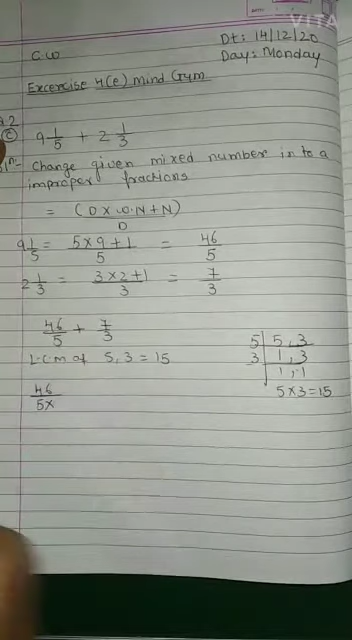 VITA
C.W
Dt: 14/12/20
Day: Monday
Excercise 4(e) Mind Gym
Q2
(c) 9 1/5 + 2 1/3
Change given mixed number in to a
improper fractions
= (D × W.N + N)/D
9 1/5 = 5×9+1/5 = 46/5
2 1/3 = 3×2+1/3 = 7/3
46/5 + 7/3
L.C.M of 5, 3 = 15
5 | 5, 3
3 | 1, 3
1, 1
5×3=15
46/5×